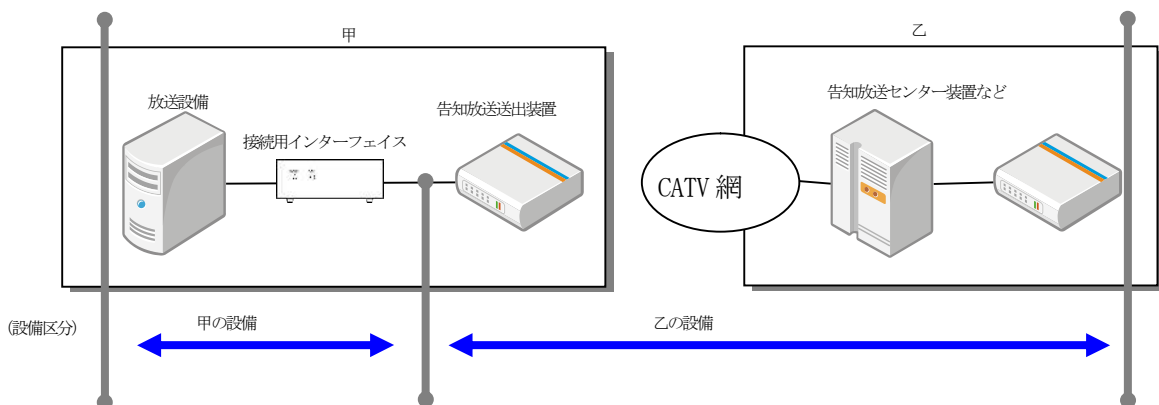 甲
乙
放送設備
接続用インターフェイス
告知放送送出装置
告知放送センター装置など
CATV 網
(設備区分)
甲の設備
乙の設備